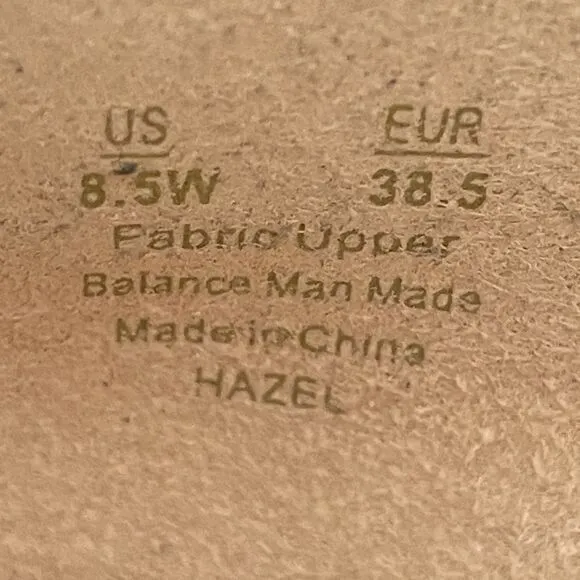 US EUR
8.5W 38.5
Fabric Upper
Balance Man Made
Made in China
HAZEL